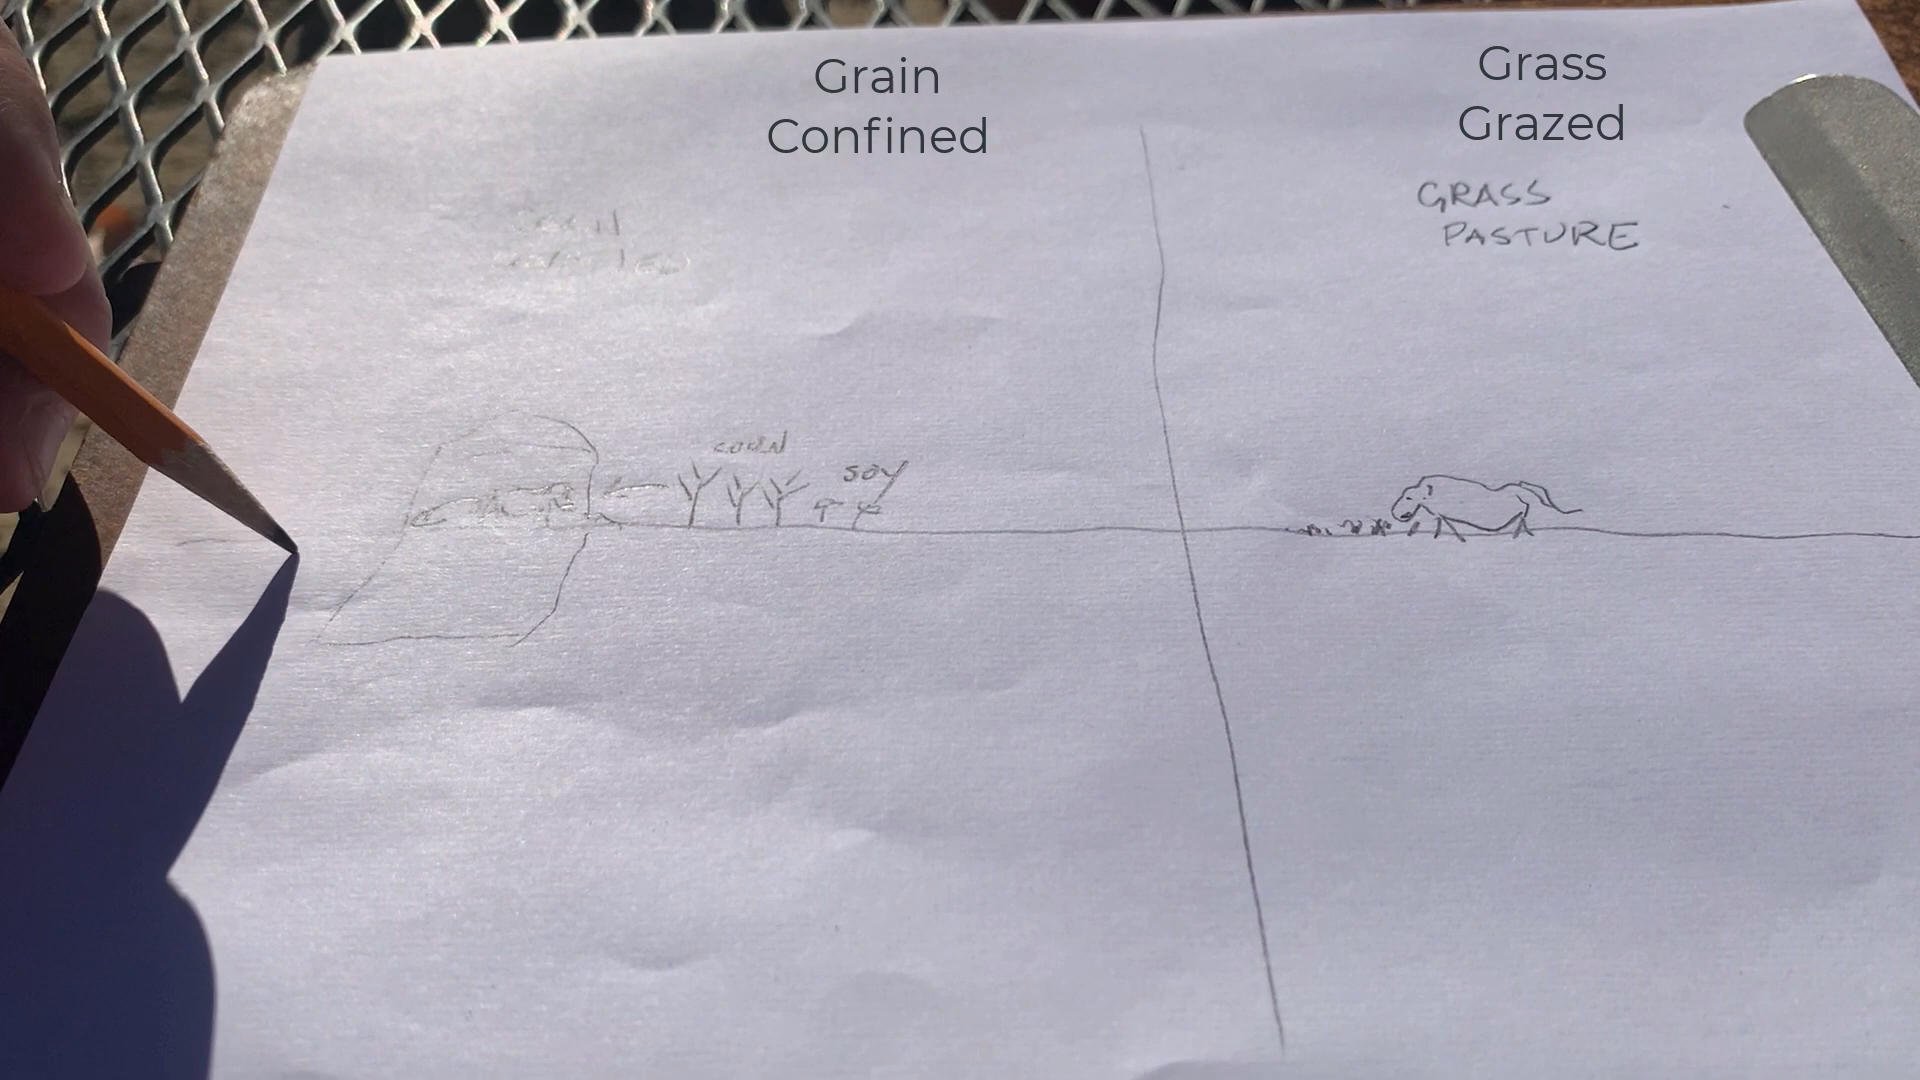 Grain
Confined
Grass
Grazed
GRASS
PASTURE
CORN
SOY